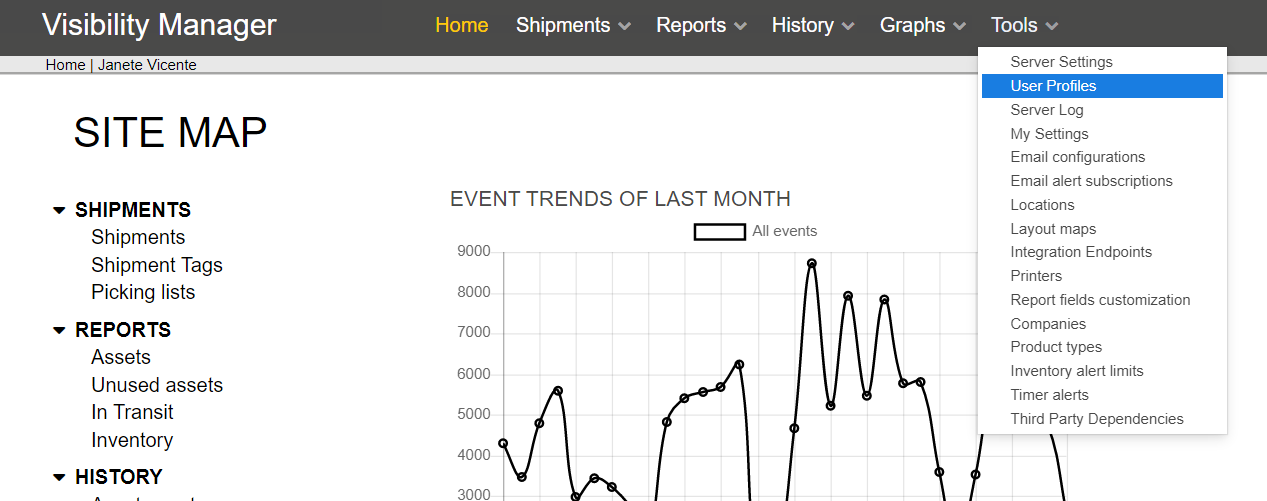 Visibility Manager
Home Shipments Reports History Graphs Tools
Home | Janete Vicente
Server Settings
User Profiles
Server Log
My Settings
Email configurations
Email alert subscriptions
Locations
Layout maps
Integration Endpoints
Printers
Report fields customization
Companies
Product types
Inventory alert limits
Timer alerts
Third Party Dependencies
SITE MAP
SHIPMENTS
Shipments
Shipment Tags
Picking lists
REPORTS
Assets
Unused assets
In Transit
Inventory
HISTORY
EVENT TRENDS OF LAST MONTH
All events
9000
8000
7000
6000
5000
4000
3000